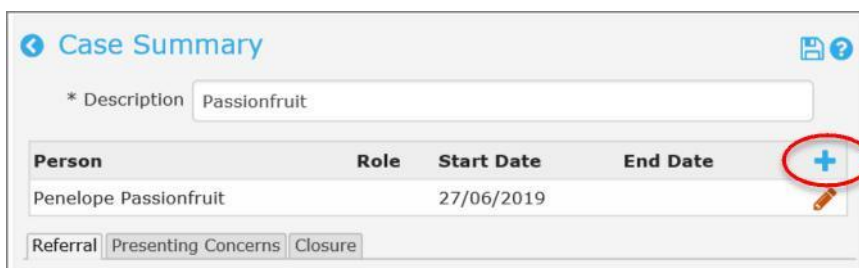 Case Summary
* Description Passionfruit
Person Role Start Date End Date
Penelope Passionfruit 27/06/2019
Referral Presenting Concerns Closure